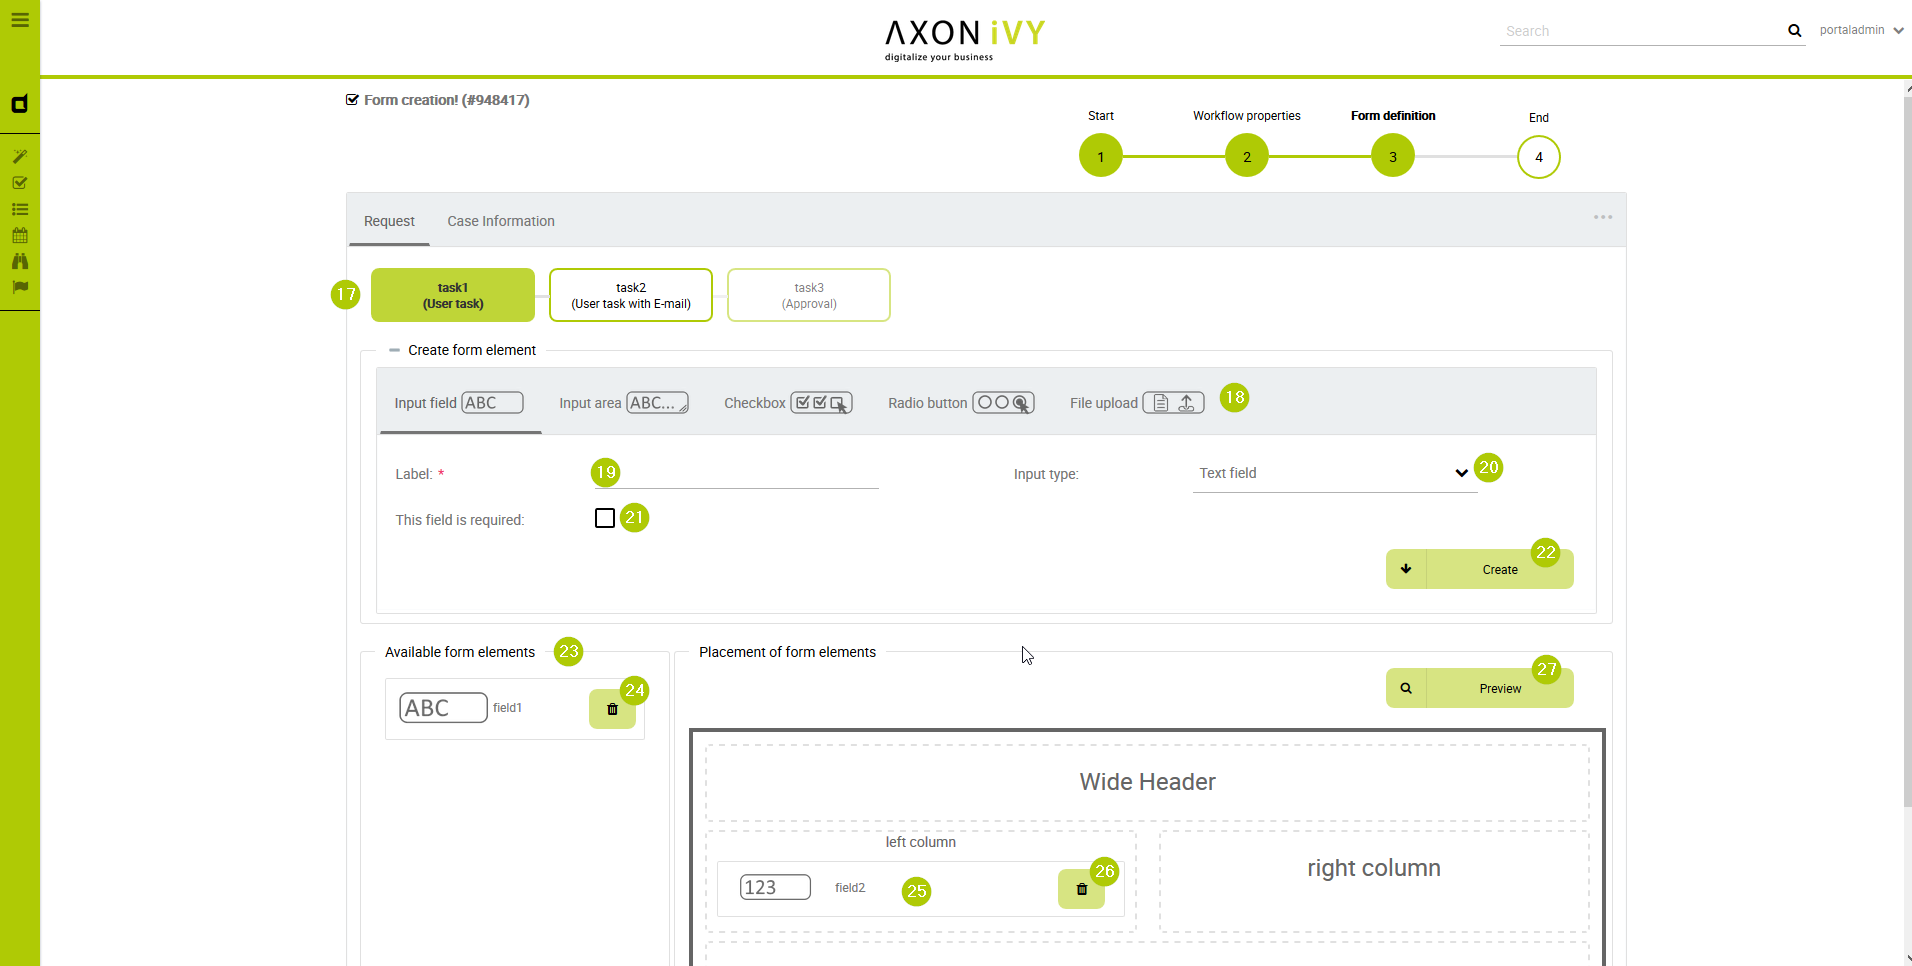 AXON iVY
digitalize your business
Search
portaladmin
Form creation! (#948417)
Start
Workflow properties
Form definition
End
1
2
3
4
Request
Case Information
17
task1
(User task)
task2
(User task with E-mail)
task3
(Approval)
Create form element
Input field ABC
Input area ABC...
Checkbox
Radio button
File upload
18
Label: *
19
Input type:
Text field
20
This field is required:
21
22
Create
Available form elements
23
Placement of form elements
24
ABC
field1
27
Preview
Wide Header
left column
right column
123
field2
25
26